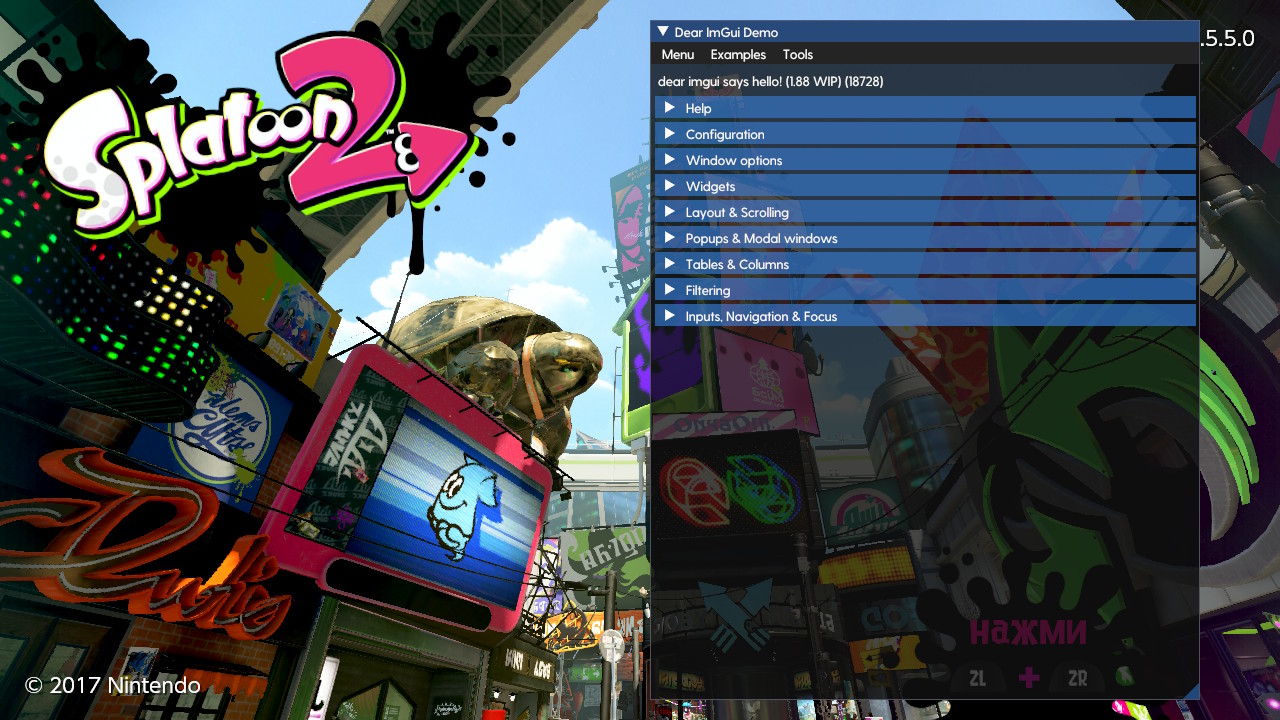 Splatoon 2
™
Dear ImGui Demo
.5.5.0
Menu Examples Tools
dear imgui says hello! (1.88 WIP) (18728)
Help
Configuration
Window options
Widgets
Layout & Scrolling
Popups & Modal windows
Tables & Columns
Filtering
Inputs, Navigation & Focus
нажми
ZL + ZR
© 2017 Nintendo